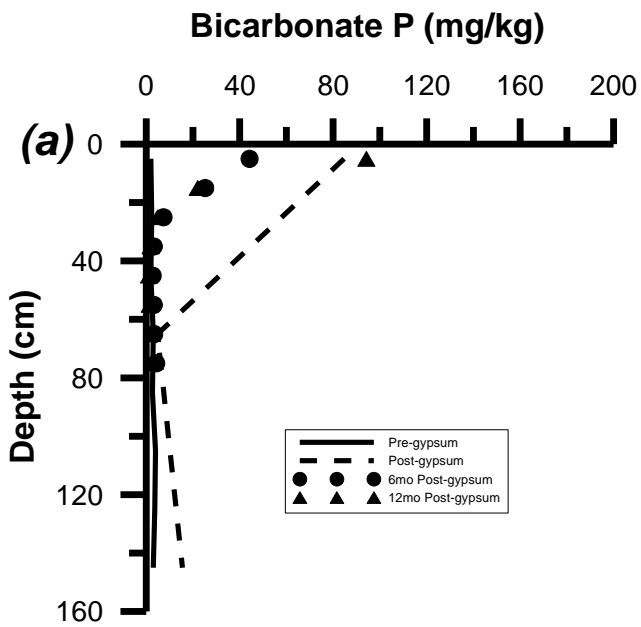 Bicarbonate P (mg/kg)
0 40 80 120 160 200
(a)
0
40
80
120
160
Depth (cm)
Pre-gypsum
Post-gypsum
6mo Post-gypsum
12mo Post-gypsum